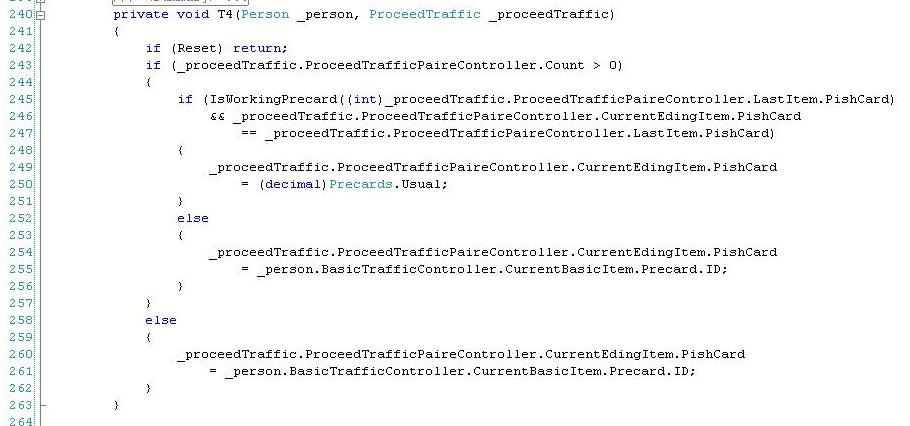 240 private void T4(Person _person, ProceedTraffic _proceedTraffic)
241 {
242 if (Reset) return;
243 if (_proceedTraffic.ProceedTrafficPaireController.Count > 0)
244 {
245 if (IsWorkingPrecard((int)_proceedTraffic.ProceedTrafficPaireController.LastItem.PishCard)
246 && _proceedTraffic.ProceedTrafficPaireController.CurrentEdingItem.PishCard
247 == _proceedTraffic.ProceedTrafficPaireController.LastItem.PishCard)
248 {
249 _proceedTraffic.ProceedTrafficPaireController.CurrentEdingItem.PishCard
250 = (decimal)Precards.Usual;
251 }
252 else
253 {
254 _proceedTraffic.ProceedTrafficPaireController.CurrentEdingItem.PishCard
255 = _person.BasicTrafficController.CurrentBasicItem.Precard.ID;
256 }
257 }
258 else
259 {
260 _proceedTraffic.ProceedTrafficPaireController.CurrentEdingItem.PishCard
261 = _person.BasicTrafficController.CurrentBasicItem.Precard.ID;
262 }
263 }
264